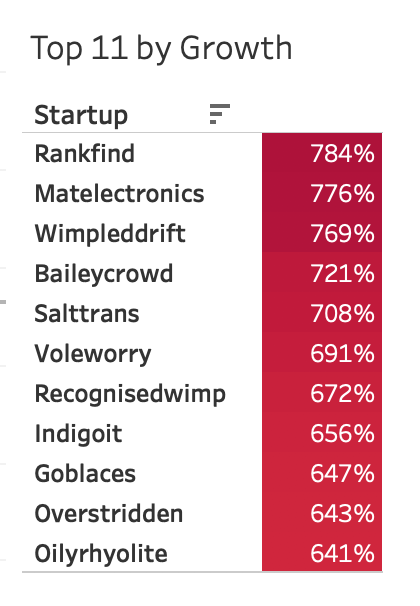 Top 11 by Growth
Startup
Rankfind 784%
Matelectronics 776%
Wimpleddrift 769%
Baileycrowd 721%
Salttrans 708%
Voleworry 691%
Recognisedwimp 672%
Indigoit 656%
Goblaces 647%
Overstridden 643%
Oilyrhyolite 641%